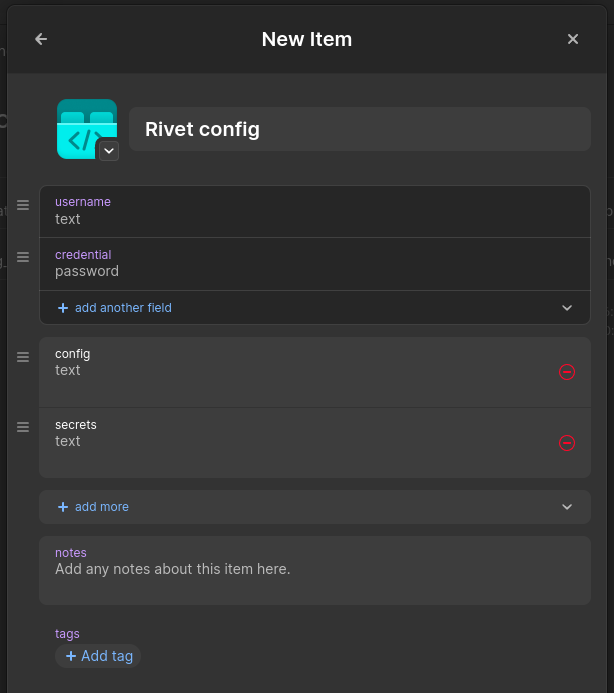 New Item
Rivet config
username
text
credential
password
add another field
config
text
secrets
text
add more
notes
Add any notes about this item here.
tags
Add tag